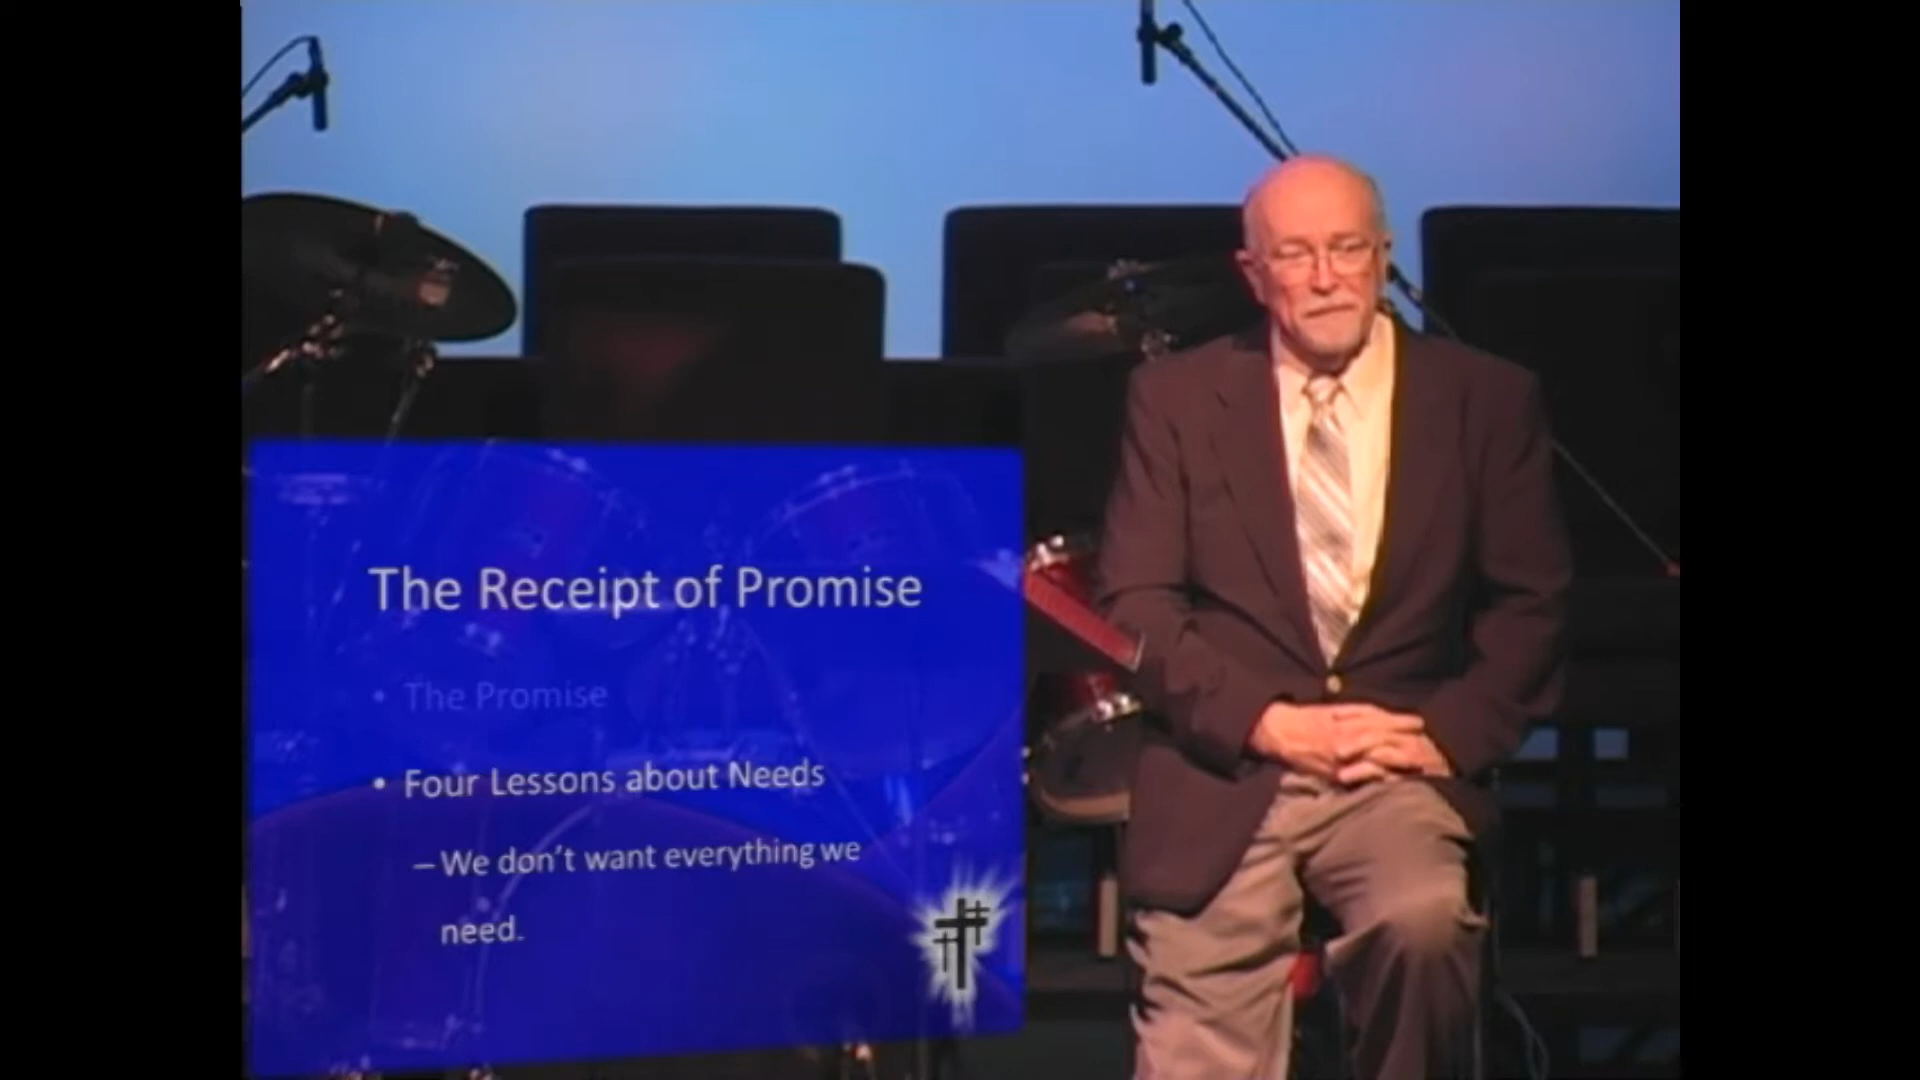 The Receipt of Promise
• The Promise
• Four Lessons about Needs
– We don't want everything we
need.